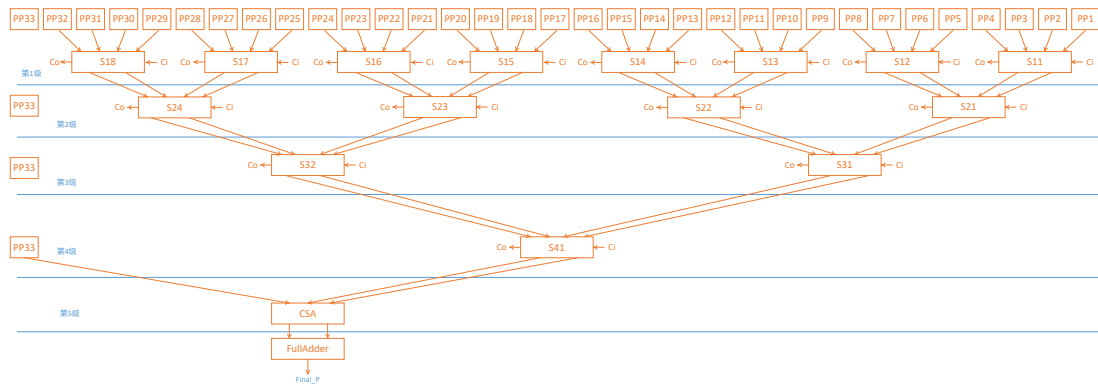 PP33 PP32 PP31 PP30 PP29 PP28 PP27 PP26 PP25 PP24 PP23 PP22 PP21 PP20 PP19 PP18 PP17 PP16 PP15 PP14 PP13 PP12 PP11 PP10 PP9 PP8 PP7 PP6 PP5 PP4 PP3 PP2 PP1
Co S18 Ci Co S17 Ci Co S16 Ci Co S15 Ci Co S14 Ci Co S13 Ci Co S12 Ci Co S11 Ci
第1级
PP33 Co S24 Ci Co S23 Ci Co S22 Ci Co S21 Ci
第2级
PP33 Co S32 Ci Co S31 Ci
第3级
PP33 Co S41 Ci
第4级
第5级 CSA
FullAdder
Final_P